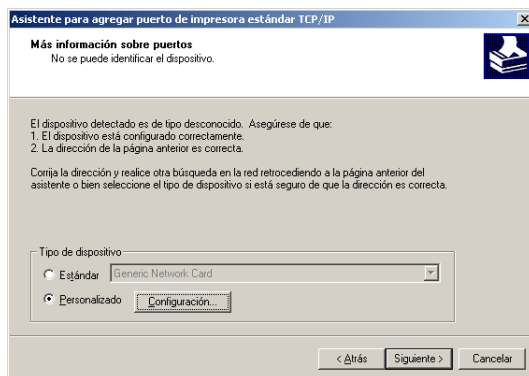 Asistente para agregar puerto de impresora estándar TCP/IP
Más información sobre puertos
No se puede identificar el dispositivo.
El dispositivo detectado es de tipo desconocido. Asegúrese de que:
1. El dispositivo está configurado correctamente.
2. La dirección de la página anterior es correcta.
Corrija la dirección y realice otra búsqueda en la red retrocediendo a la página anterior del
asistente o bien seleccione el tipo de dispositivo si está seguro de que la dirección es correcta.
Tipo de dispositivo
Estándar Generic Network Card
Personalizado Configuración...
< Atrás Siguiente > Cancelar